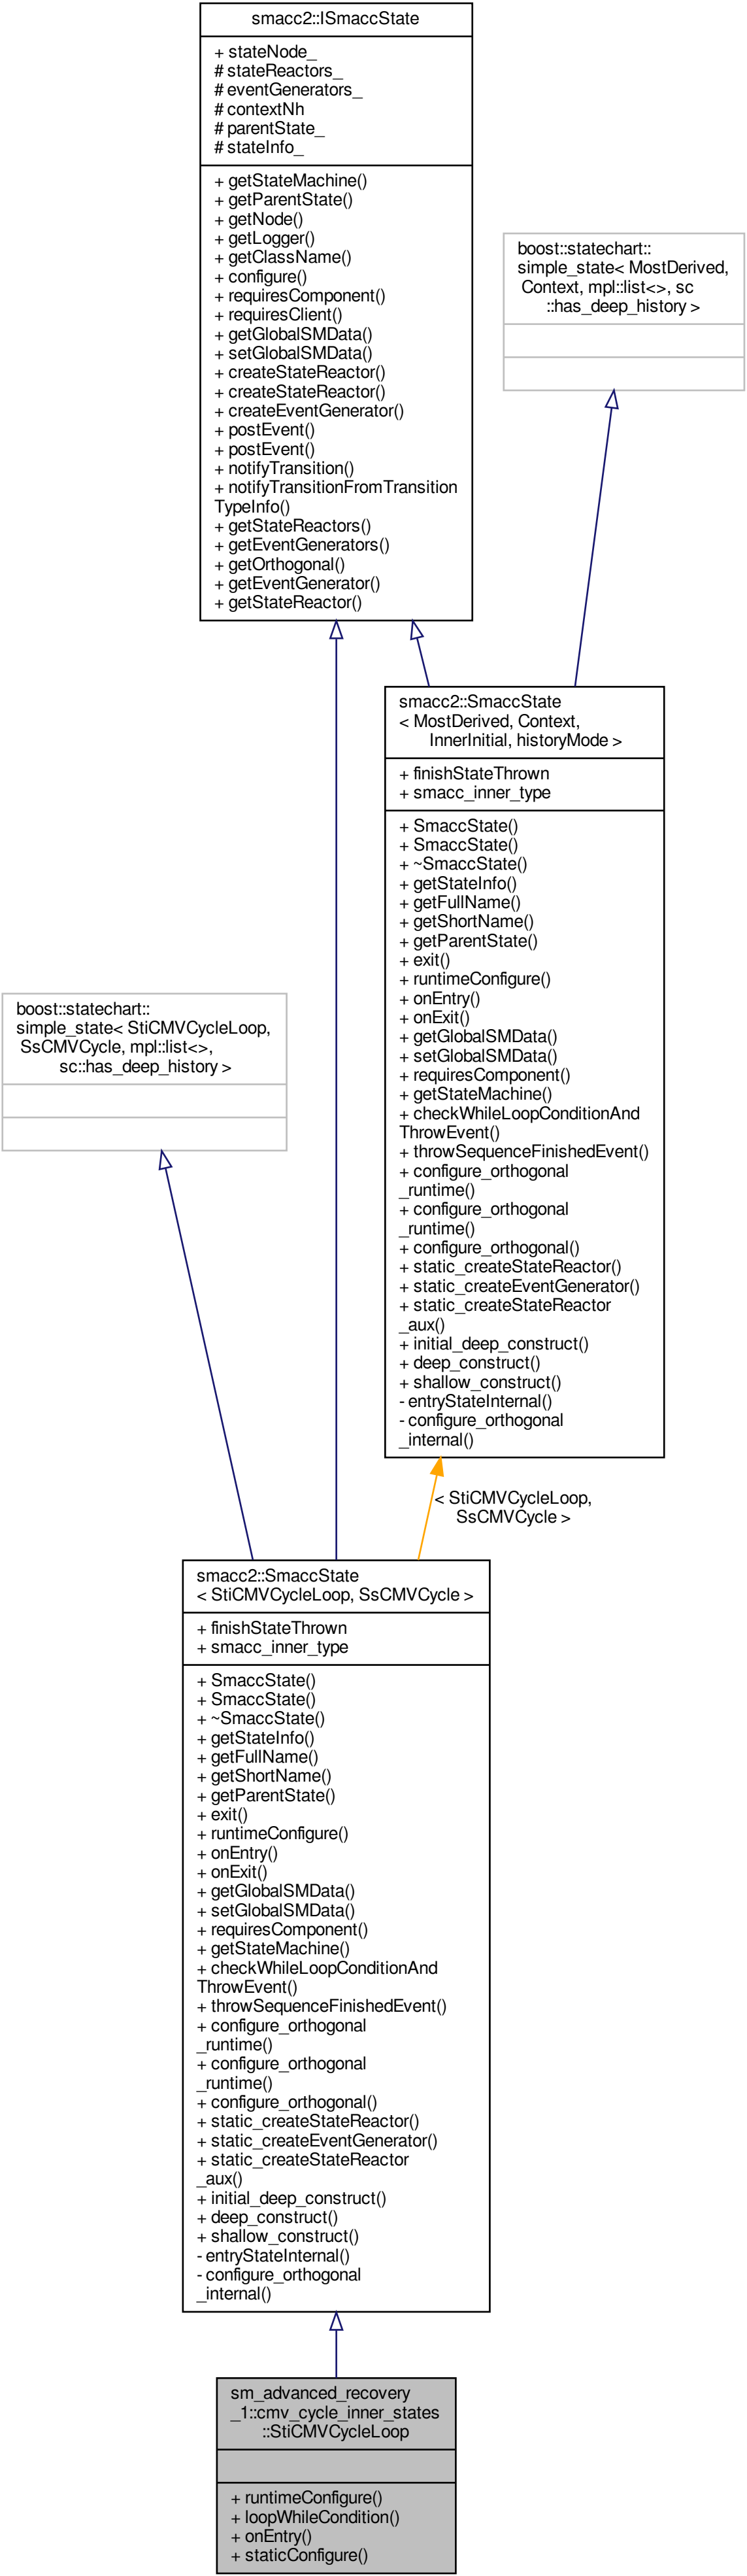 smacc2::ISmaccState
+ stateNode_
# stateReactors_
# eventGenerators_
# contextNh
# parentState_
# stateInfo_
+ getStateMachine()
+ getParentState()
+ getNode()
+ getLogger()
+ getClassName()
+ configure()
+ requiresComponent()
+ requiresClient()
+ getGlobalSMData()
+ setGlobalSMData()
+ createStateReactor()
+ createStateReactor()
+ createEventGenerator()
+ postEvent()
+ postEvent()
+ notifyTransition()
+ notifyTransitionFromTransition
TypeInfo()
+ getStateReactors()
+ getEventGenerators()
+ getOrthogonal()
+ getEventGenerator()
+ getStateReactor()
boost::statechart::
simple_state< MostDerived,
Context, mpl::list<>, sc
::has_deep_history >
smacc2::SmaccState
< MostDerived, Context,
InnerInitial, historyMode >
+ finishStateThrown
+ smacc_inner_type
+ SmaccState()
+ SmaccState()
+ ~SmaccState()
+ getStateInfo()
+ getFullName()
+ getShortName()
+ getParentState()
+ exit()
+ runtimeConfigure()
+ onEntry()
+ onExit()
+ getGlobalSMData()
+ setGlobalSMData()
+ requiresComponent()
+ getStateMachine()
+ checkWhileLoopConditionAnd
ThrowEvent()
+ throwSequenceFinishedEvent()
+ configure_orthogonal
_runtime()
+ configure_orthogonal
_runtime()
+ configure_orthogonal()
+ static_createStateReactor()
+ static_createEventGenerator()
+ static_createStateReactor
_aux()
+ initial_deep_construct()
+ deep_construct()
+ shallow_construct()
- entryStateInternal()
- configure_orthogonal
_internal()
boost::statechart::
simple_state< StiCMVCycleLoop,
SsCMVCycle, mpl::list<>,
sc::has_deep_history >
< StiCMVCycleLoop,
SsCMVCycle >
smacc2::SmaccState
< StiCMVCycleLoop, SsCMVCycle >
+ finishStateThrown
+ smacc_inner_type
+ SmaccState()
+ SmaccState()
+ ~SmaccState()
+ getStateInfo()
+ getFullName()
+ getShortName()
+ getParentState()
+ exit()
+ runtimeConfigure()
+ onEntry()
+ onExit()
+ getGlobalSMData()
+ setGlobalSMData()
+ requiresComponent()
+ getStateMachine()
+ checkWhileLoopConditionAnd
ThrowEvent()
+ throwSequenceFinishedEvent()
+ configure_orthogonal
_runtime()
+ configure_orthogonal
_runtime()
+ configure_orthogonal()
+ static_createStateReactor()
+ static_createEventGenerator()
+ static_createStateReactor
_aux()
+ initial_deep_construct()
+ deep_construct()
+ shallow_construct()
- entryStateInternal()
- configure_orthogonal
_internal()
sm_advanced_recovery
_1::cmv_cycle_inner_states
::StiCMVCycleLoop
+ runtimeConfigure()
+ loopWhileCondition()
+ onEntry()
+ staticConfigure()